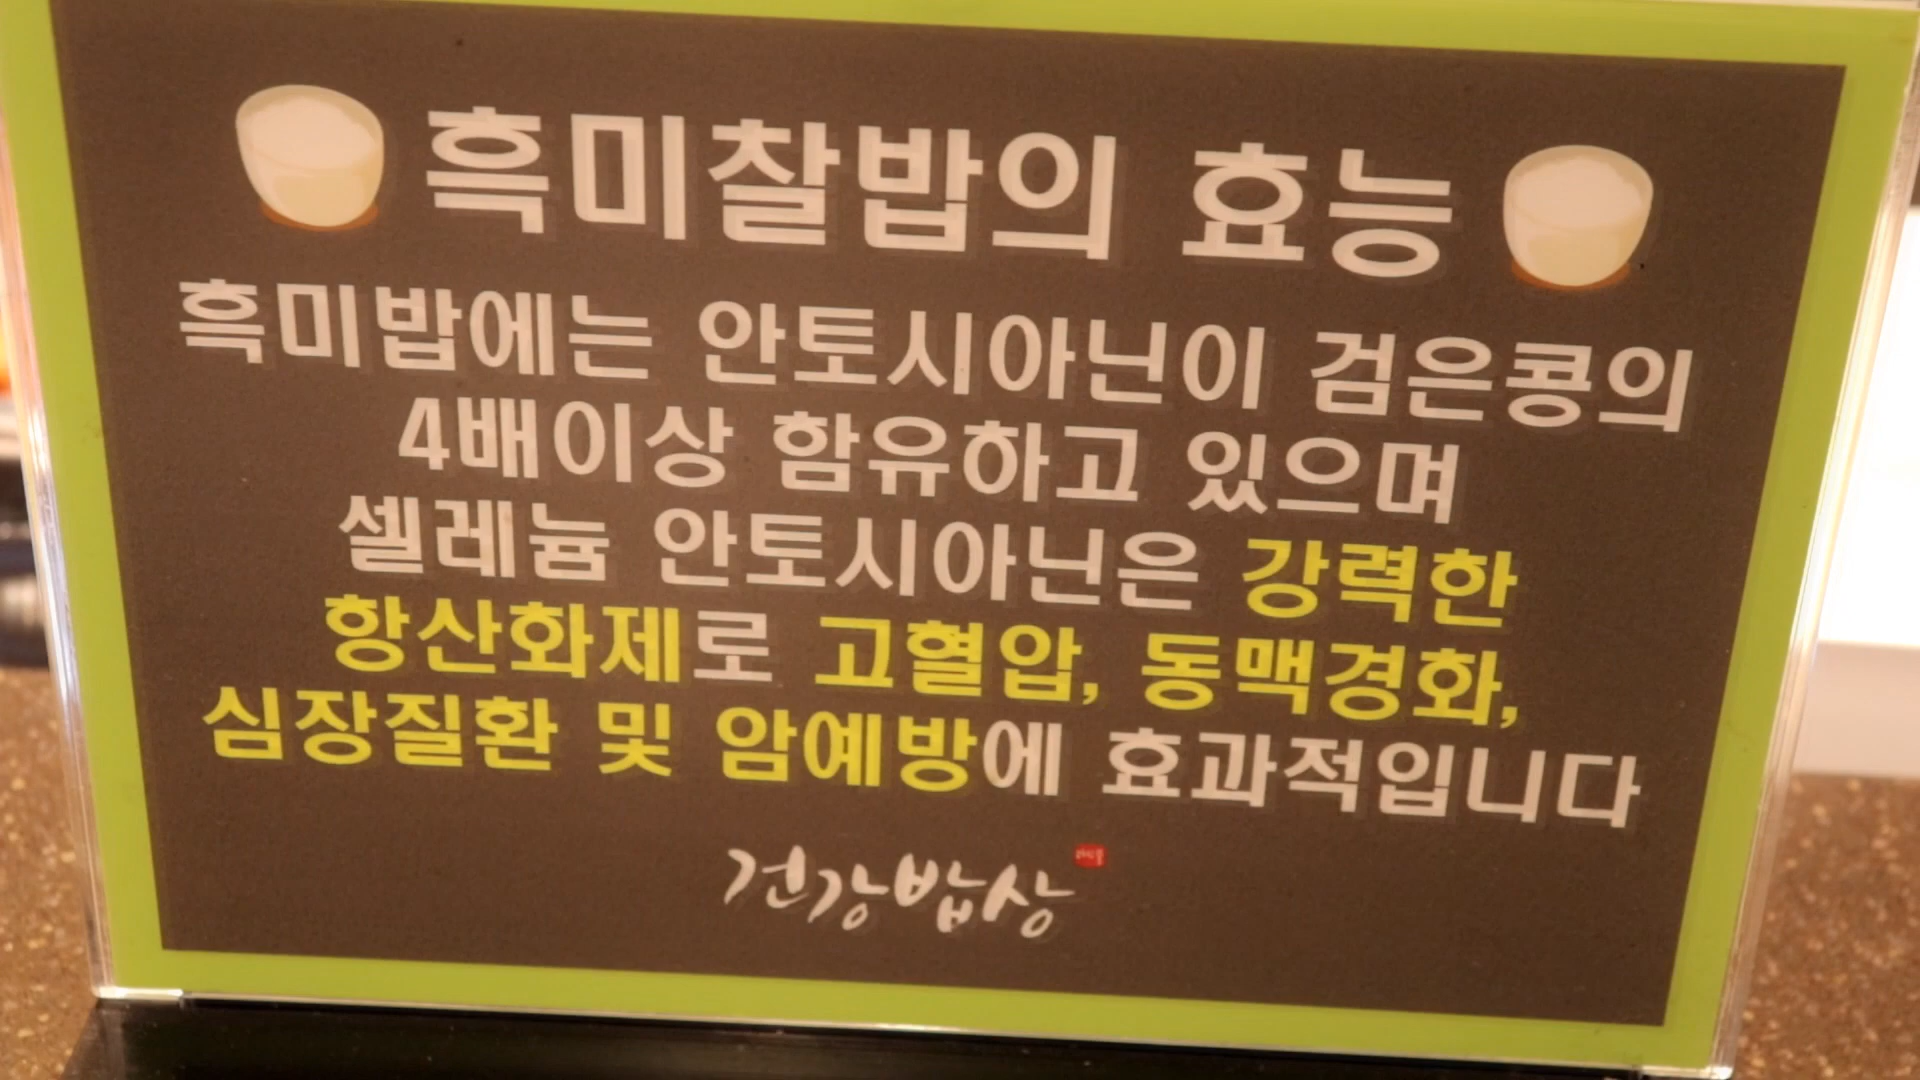 흑미찰밥의 효능
흑미밥에는 안토시아닌이 검은콩의
4배이상 함유하고 있으며
셀레늄 안토시아닌은 강력한
항산화제로 고혈압, 동맥경화,
심장질환 및 암예방에 효과적입니다
건강밥상